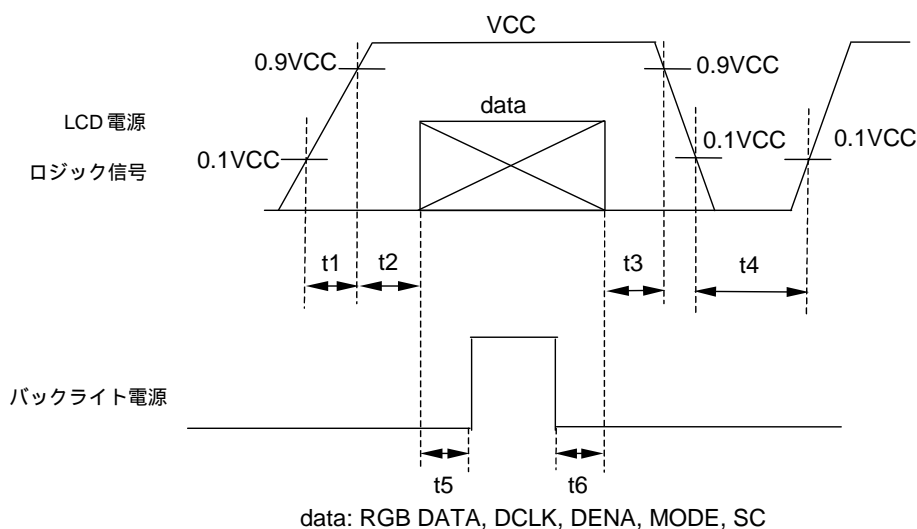 VCC
0.9VCC
0.9VCC
LCD 電源
data
0.1VCC
0.1VCC
0.1VCC
ロジック信号
t1
t2
t3
t4
バックライト電源
t5
t6
data: RGB DATA, DCLK, DENA, MODE, SC